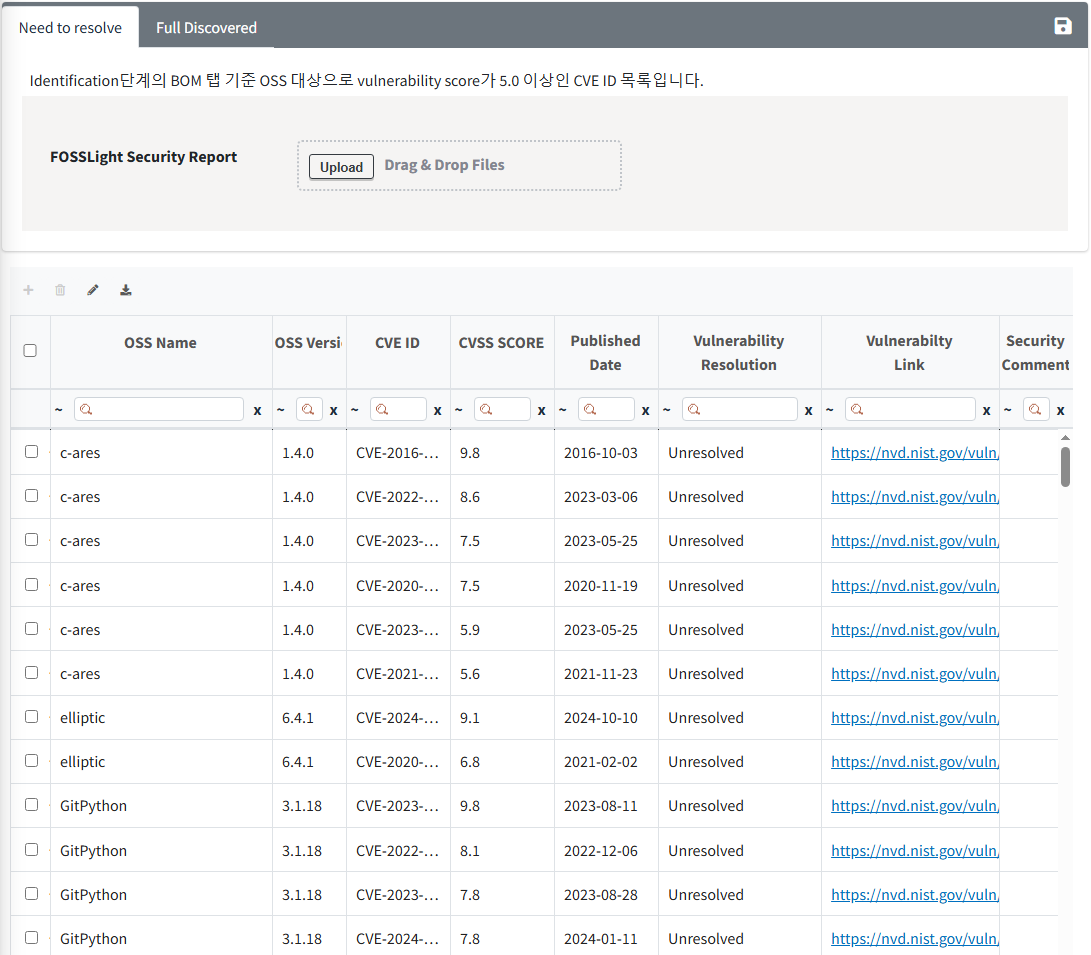 Need to resolve Full Discovered
Identification단계의 BOM 탭 기준 OSS 대상으로 vulnerability score가 5.0 이상인 CVE ID 목록입니다.
FOSSLight Security Report Upload Drag & Drop Files
OSS Name OSS Versi CVE ID CVSS SCORE Published Date Vulnerability Resolution Vulnerabilty Link Security Comment
~ x ~ x ~ x ~ x ~ x ~ x ~ x ~ x
c-ares 1.4.0 CVE-2016-… 9.8 2016-10-03 Unresolved https://nvd.nist.gov/vuln/
c-ares 1.4.0 CVE-2022-… 8.6 2023-03-06 Unresolved https://nvd.nist.gov/vuln/
c-ares 1.4.0 CVE-2023-… 7.5 2023-05-25 Unresolved https://nvd.nist.gov/vuln/
c-ares 1.4.0 CVE-2020-… 7.5 2020-11-19 Unresolved https://nvd.nist.gov/vuln/
c-ares 1.4.0 CVE-2023-… 5.9 2023-05-25 Unresolved https://nvd.nist.gov/vuln/
c-ares 1.4.0 CVE-2021-… 5.6 2021-11-23 Unresolved https://nvd.nist.gov/vuln/
elliptic 6.4.1 CVE-2024-… 9.1 2024-10-10 Unresolved https://nvd.nist.gov/vuln/
elliptic 6.4.1 CVE-2020-… 6.8 2021-02-02 Unresolved https://nvd.nist.gov/vuln/
GitPython 3.1.18 CVE-2023-… 9.8 2023-08-11 Unresolved https://nvd.nist.gov/vuln/
GitPython 3.1.18 CVE-2022-… 8.1 2022-12-06 Unresolved https://nvd.nist.gov/vuln/
GitPython 3.1.18 CVE-2023-… 7.8 2023-08-28 Unresolved https://nvd.nist.gov/vuln/
GitPython 3.1.18 CVE-2024-… 7.8 2024-01-11 Unresolved https://nvd.nist.gov/vuln/